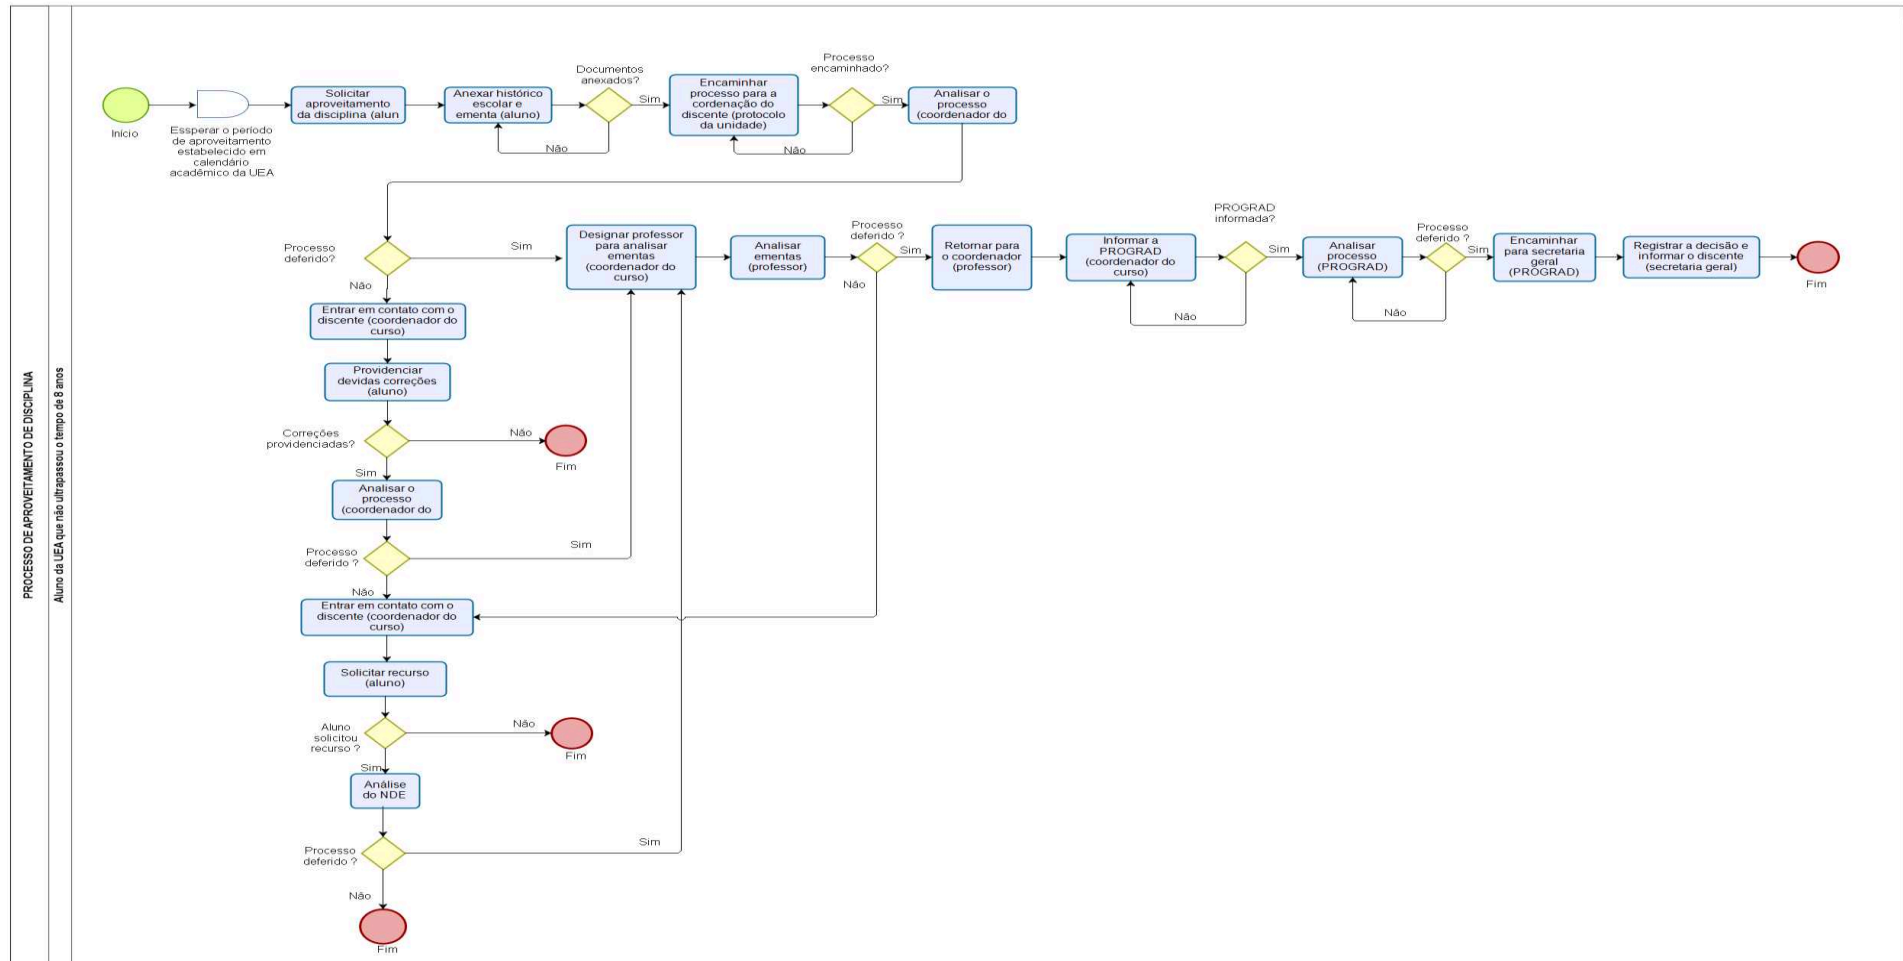 PROCESSO DE APROVEITAMENTO DE DISCIPLINA
Aluno da UEA que não ultrapassou o tempo de 8 anos
Início
Essperar o período
de aproveitamento
estabelecido em
calendário
acadêmico da UEA
Solicitar
aproveitamento
da disciplina (alun
Anexar histórico
escolar e
ementa (aluno)
Documentos
anexados?
Sim
Não
Encaminhar
processo para a
cordenação do
discente (protocolo
da unidade)
Processo
encaminhado?
Sim
Não
Analisar o
processo
(coordenador do
Processo
deferido?
Sim
Não
Designar professor
para analisar
ementas
(coordenador do
curso)
Analisar
ementas
(professor)
Processo
deferido ?
Sim
Não
Retornar para
o coordenador
(professor)
Informar a
PROGRAD
(coordenador do
curso)
PROGRAD
informada?
Sim
Não
Analisar
processo
(PROGRAD)
Processo
deferido ?
Sim
Não
Encaminhar
para secretaria
geral
(PROGRAD)
Registrar a decisão e
informar o discente
(secretaria geral)
Fim
Entrar em contato com o
discente (coordenador do
curso)
Providenciar
devidas correções
(aluno)
Correções
providenciadas?
Não
Fim
Sim
Analisar o
processo
(coordenador do
Processo
deferido ?
Sim
Não
Entrar em contato com o
discente (coordenador do
curso)
Solicitar recurso
(aluno)
Aluno
solicitou
recurso ?
Não
Fim
Sim
Análise
do NDE
Processo
deferido ?
Sim
Não
Fim